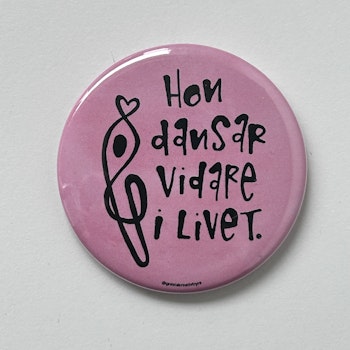 Hon
dansar
vidare
i Livet.